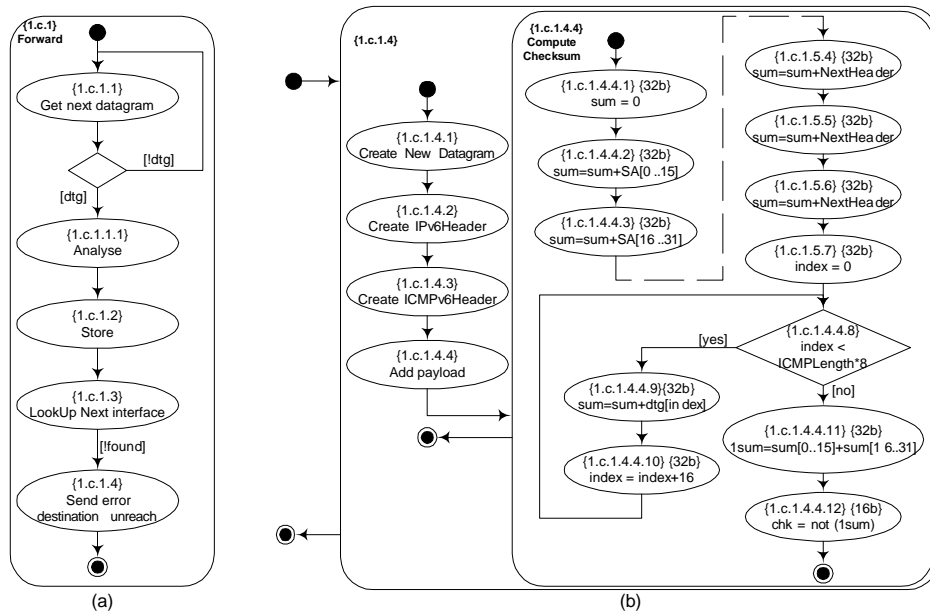 {1.c.1}
Forward
{1.c.1.1}
Get next datagram
[!dtg]
[dtg]
{1.c.1.1.1}
Analyse
{1.c.1.2}
Store
{1.c.1.3}
LookUp Next interface
[!found]
{1.c.1.4}
Send error
destination unreach
(a)
{1.c.1.4}
{1.c.1.4.1}
Create New Datagram
{1.c.1.4.2}
Create IPv6Header
{1.c.1.4.3}
Create ICMPv6Header
{1.c.1.4.4}
Add payload
{1.c.1.4.4}
Compute
Checksum
{1.c.1.4.4.1} {32b}
sum = 0
{1.c.1.4.4.2} {32b}
sum=sum+SA[0 ..15]
{1.c.1.4.4.3} {32b}
sum=sum+SA[16 ..31]
{1.c.1.5.4} {32b}
sum=sum+NextHeader
{1.c.1.5.5} {32b}
sum=sum+NextHeader
{1.c.1.5.6} {32b}
sum=sum+NextHeader
{1.c.1.5.7} {32b}
index = 0
{1.c.1.4.4.8}
index <
ICMPLength*8
[yes]
[no]
{1.c.1.4.4.9}{32b}
sum=sum+dtg[in dex]
{1.c.1.4.4.10} {32b}
index = index+16
{1.c.1.4.4.11} {32b}
1sum=sum[0..15]+sum[1 6..31]
{1.c.1.4.4.12} {16b}
chk = not (1sum)
(b)